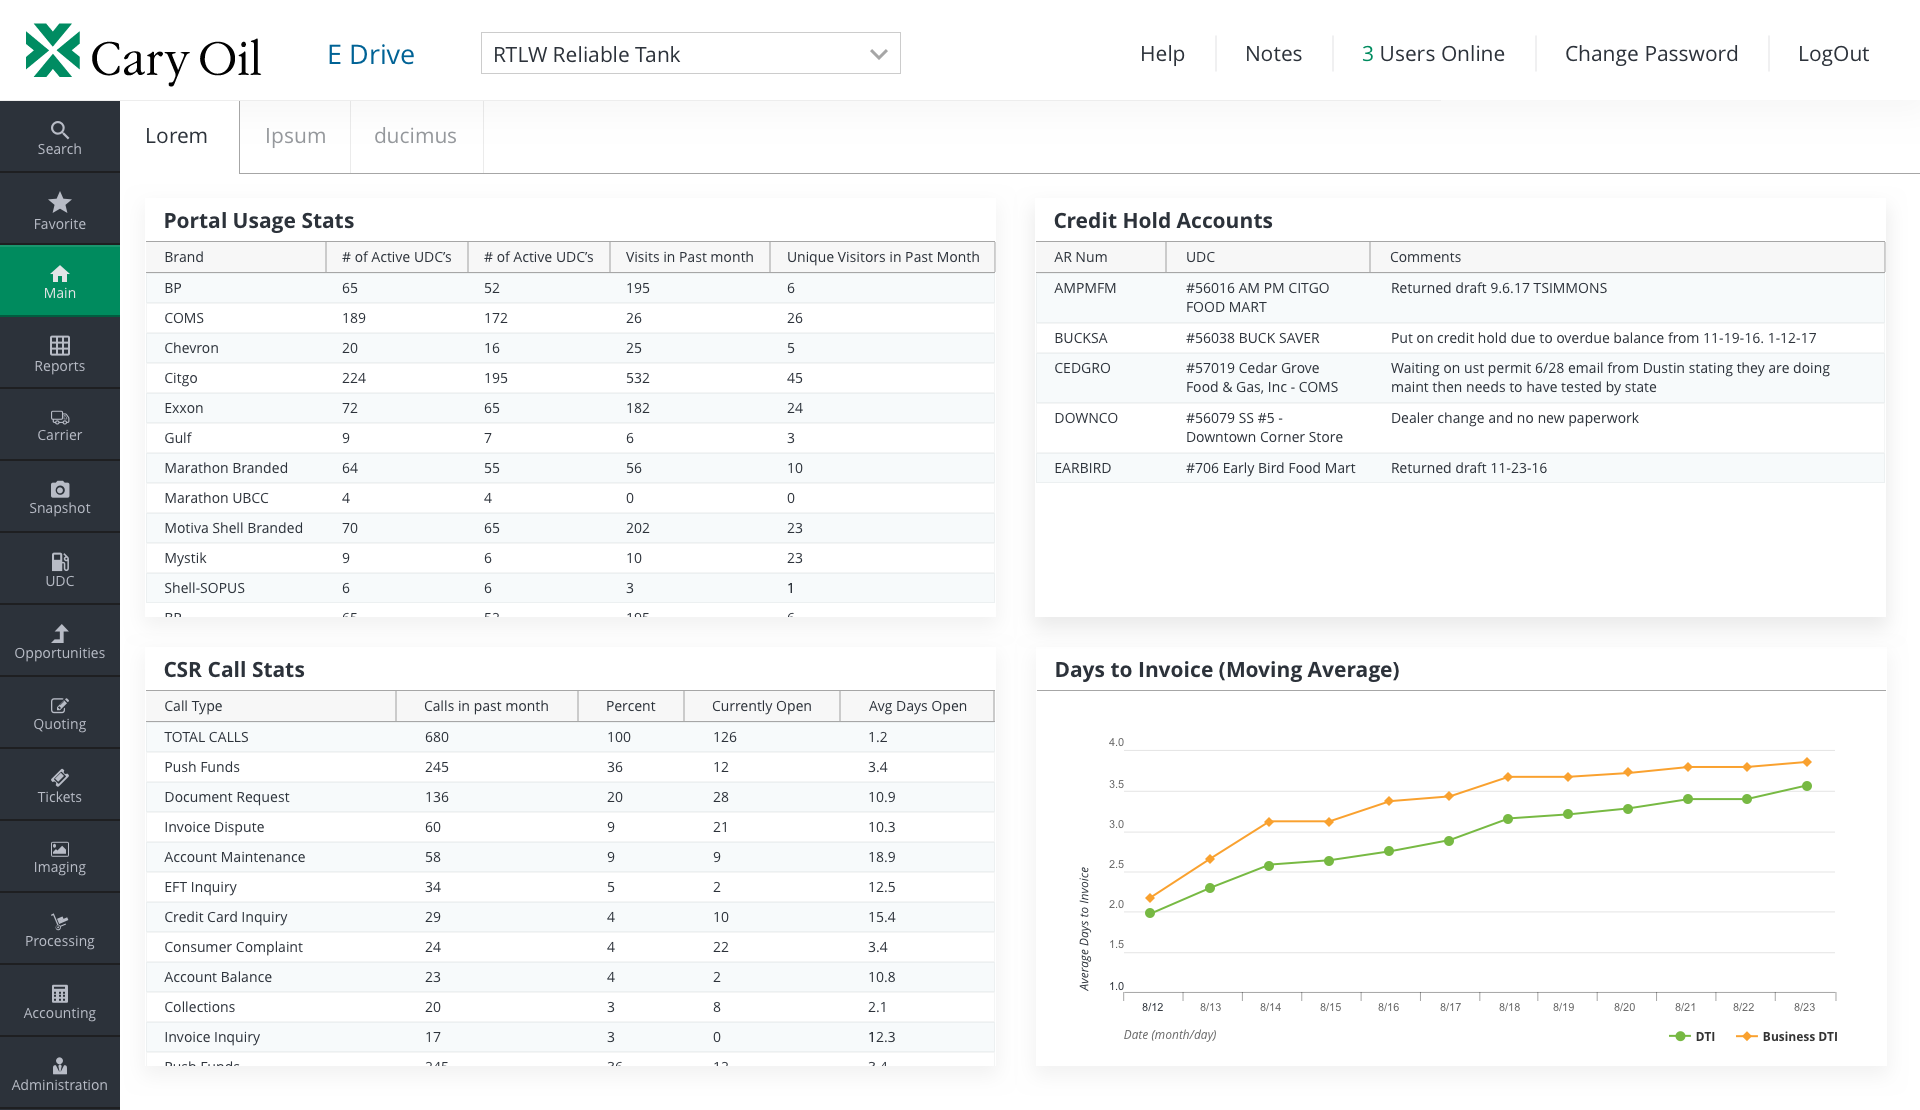 Cary Oil
E Drive
RTLW Reliable Tank
Help
Notes
3 Users Online
Change Password
LogOut
Search
Favorite
Main
Reports
Carrier
Snapshot
UDC
Opportunities
Quoting
Tickets
Imaging
Processing
Accounting
Administration
Lorem
Ipsum
ducimus
Portal Usage Stats
Brand # of Active UDC's # of Active UDC's Visits in Past month Unique Visitors in Past Month
BP 65 52 195 6
COMS 189 172 26 26
Chevron 20 16 25 5
Citgo 224 195 532 45
Exxon 72 65 182 24
Gulf 9 7 6 3
Marathon Branded 64 55 56 10
Marathon UBCC 4 4 0 0
Motiva Shell Branded 70 65 202 23
Mystik 9 6 10 23
Shell-SOPUS 6 6 3 1
BP 65 52 195 6
Credit Hold Accounts
AR Num UDC Comments
AMPMFM #56016 AM PM CITGO Returned draft 9.6.17 TSIMMONS
FOOD MART
BUCKSA #56038 BUCK SAVER Put on credit hold due to overdue balance from 11-19-16. 1-12-17
CEDGRO #57019 Cedar Grove Waiting on ust permit 6/28 email from Dustin stating they are doing
Food & Gas, Inc - COMS maint then needs to have tested by state
DOWNCO #56079 SS #5 - Dealer change and no new paperwork
Downtown Corner Store
EARBIRD #706 Early Bird Food Mart Returned draft 11-23-16
CSR Call Stats
Call Type Calls in past month Percent Currently Open Avg Days Open
TOTAL CALLS 680 100 126 1.2
Push Funds 245 36 12 3.4
Document Request 136 20 28 10.9
Invoice Dispute 60 9 21 10.3
Account Maintenance 58 9 9 18.9
EFT Inquiry 34 5 2 12.5
Credit Card Inquiry 29 4 10 15.4
Consumer Complaint 24 4 22 3.4
Account Balance 23 4 2 10.8
Collections 20 3 8 2.1
Invoice Inquiry 17 3 0 12.3
Push Funds 245 36 12 3.4
Days to Invoice (Moving Average)
4.0
3.5
3.0
2.5
2.0
1.5
1.0
Average Days to Invoice
8/12 8/13 8/14 8/15 8/16 8/17 8/18 8/19 8/20 8/21 8/22 8/23
Date (month/day)
DTI Business DTI